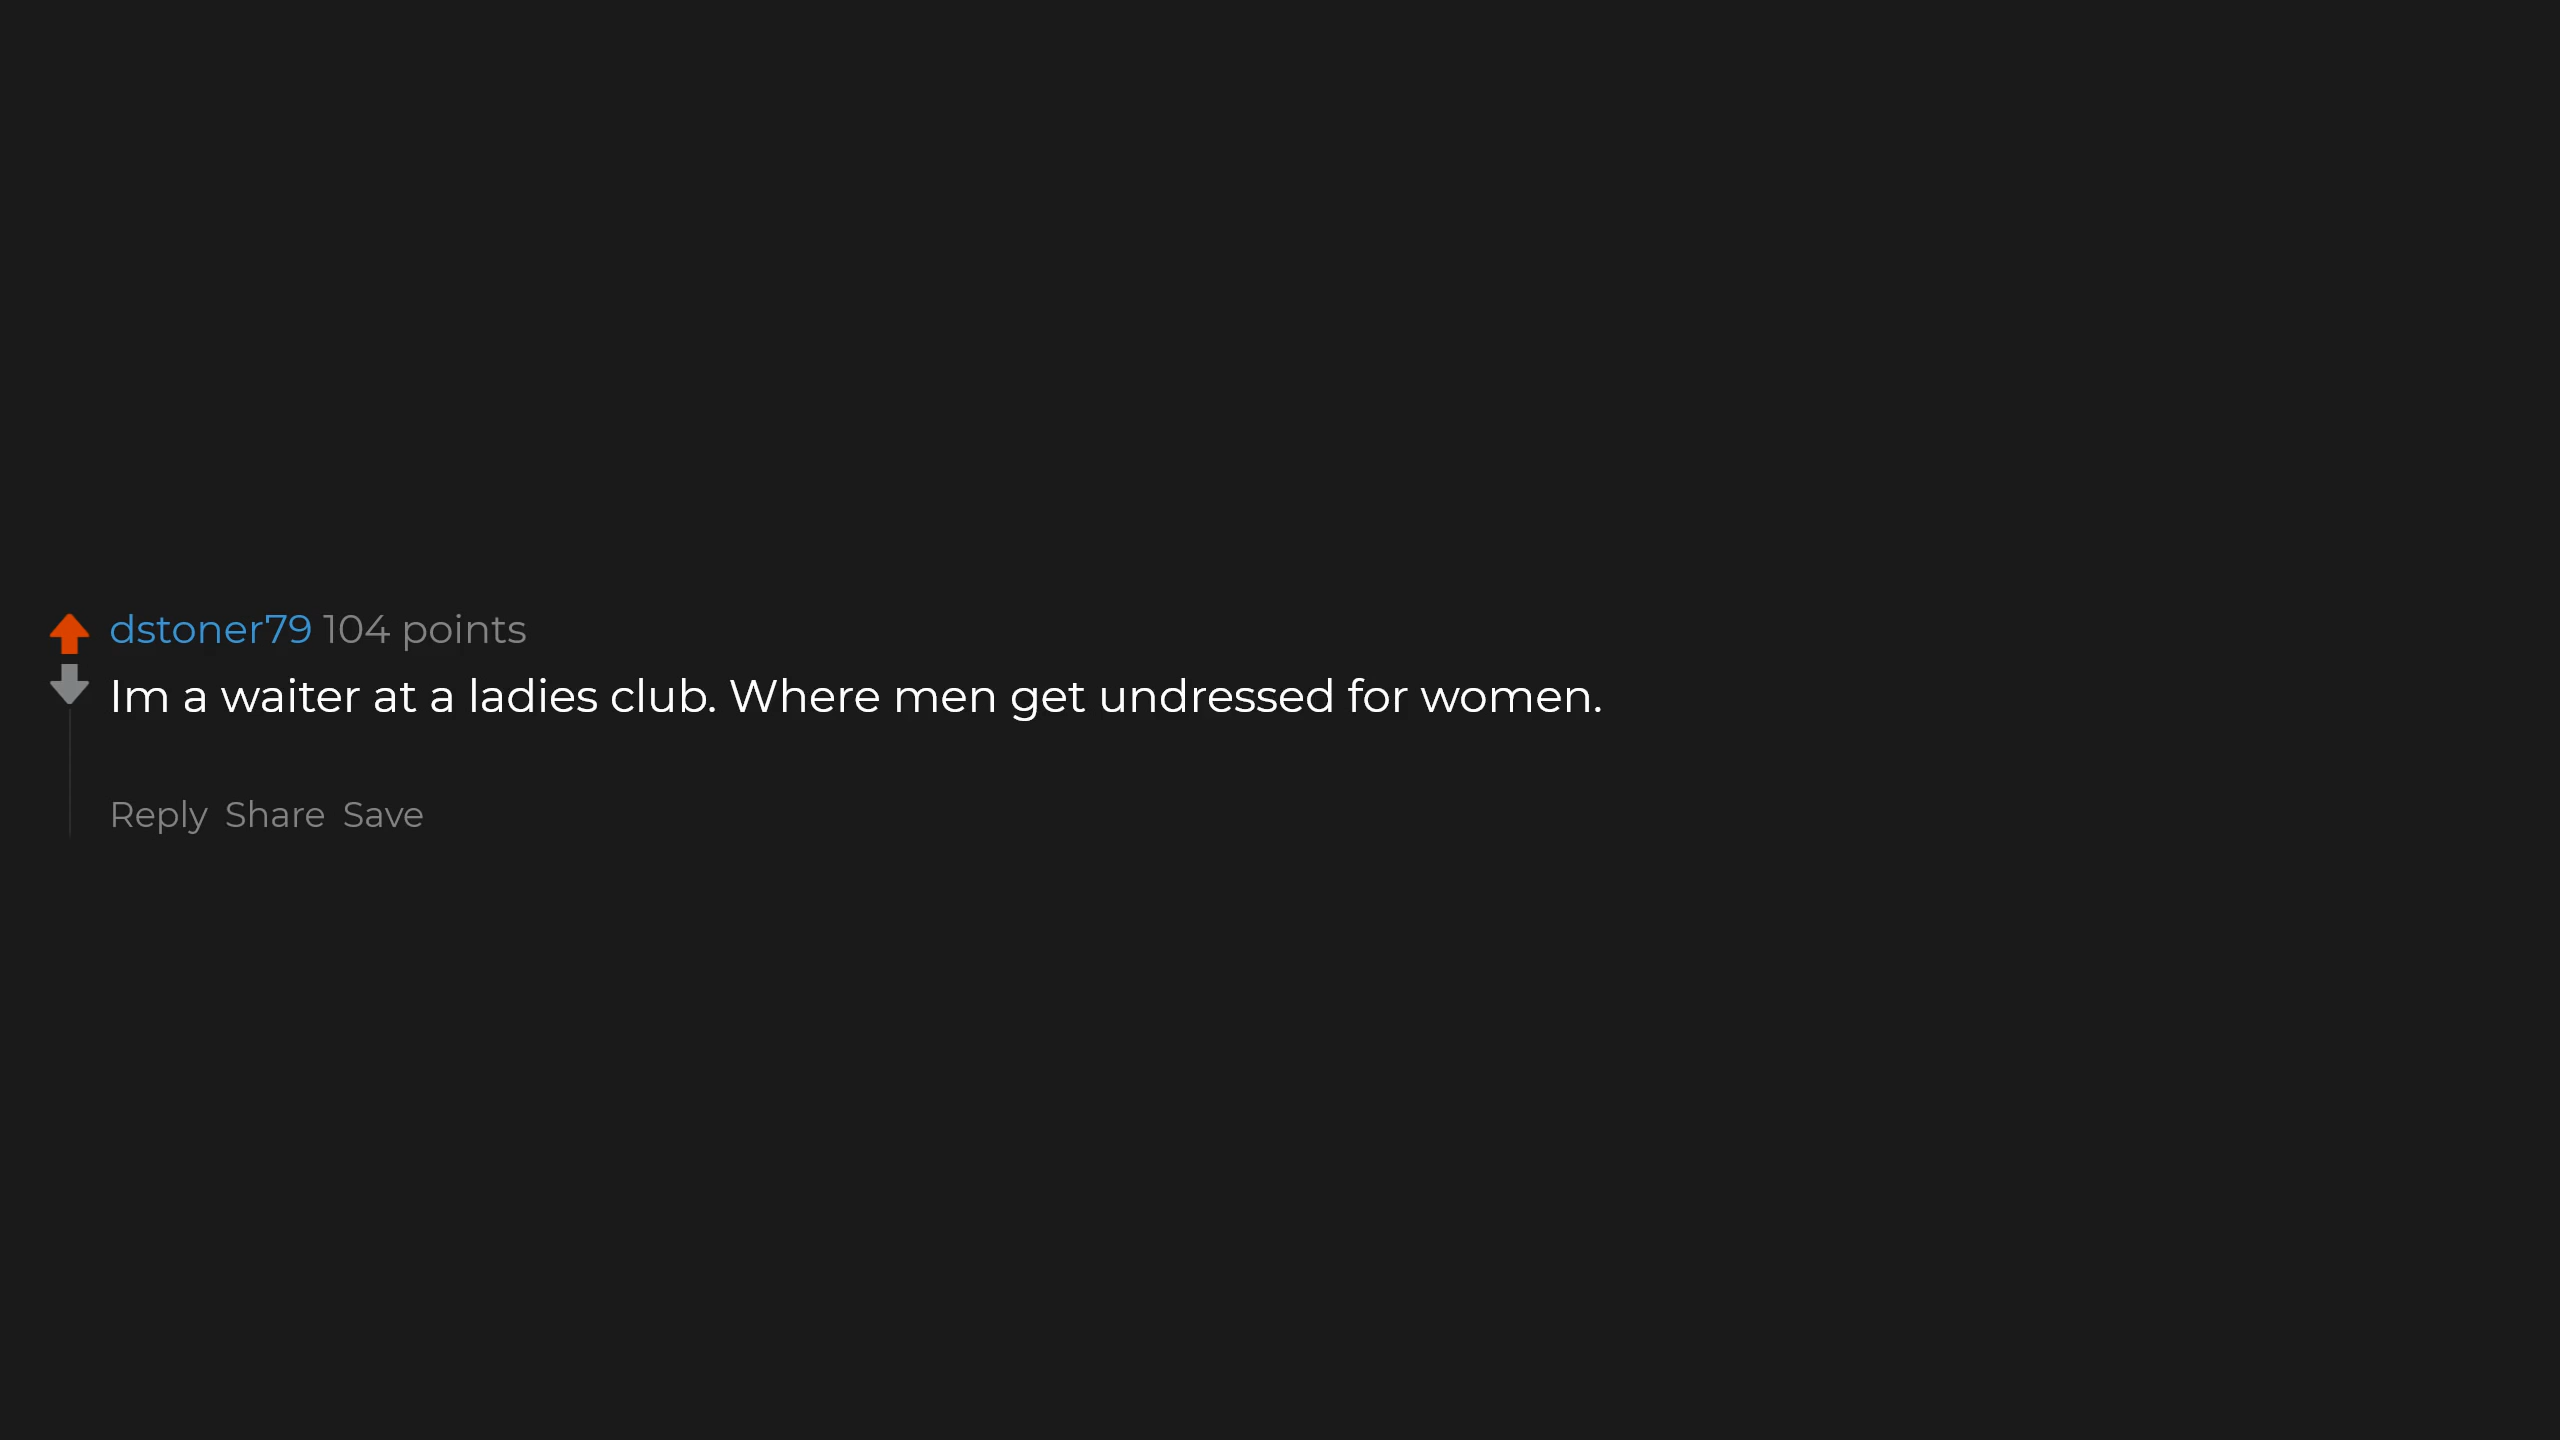 dstoner79 104 points
Im a waiter at a ladies club. Where men get undressed for women.
Reply Share Save